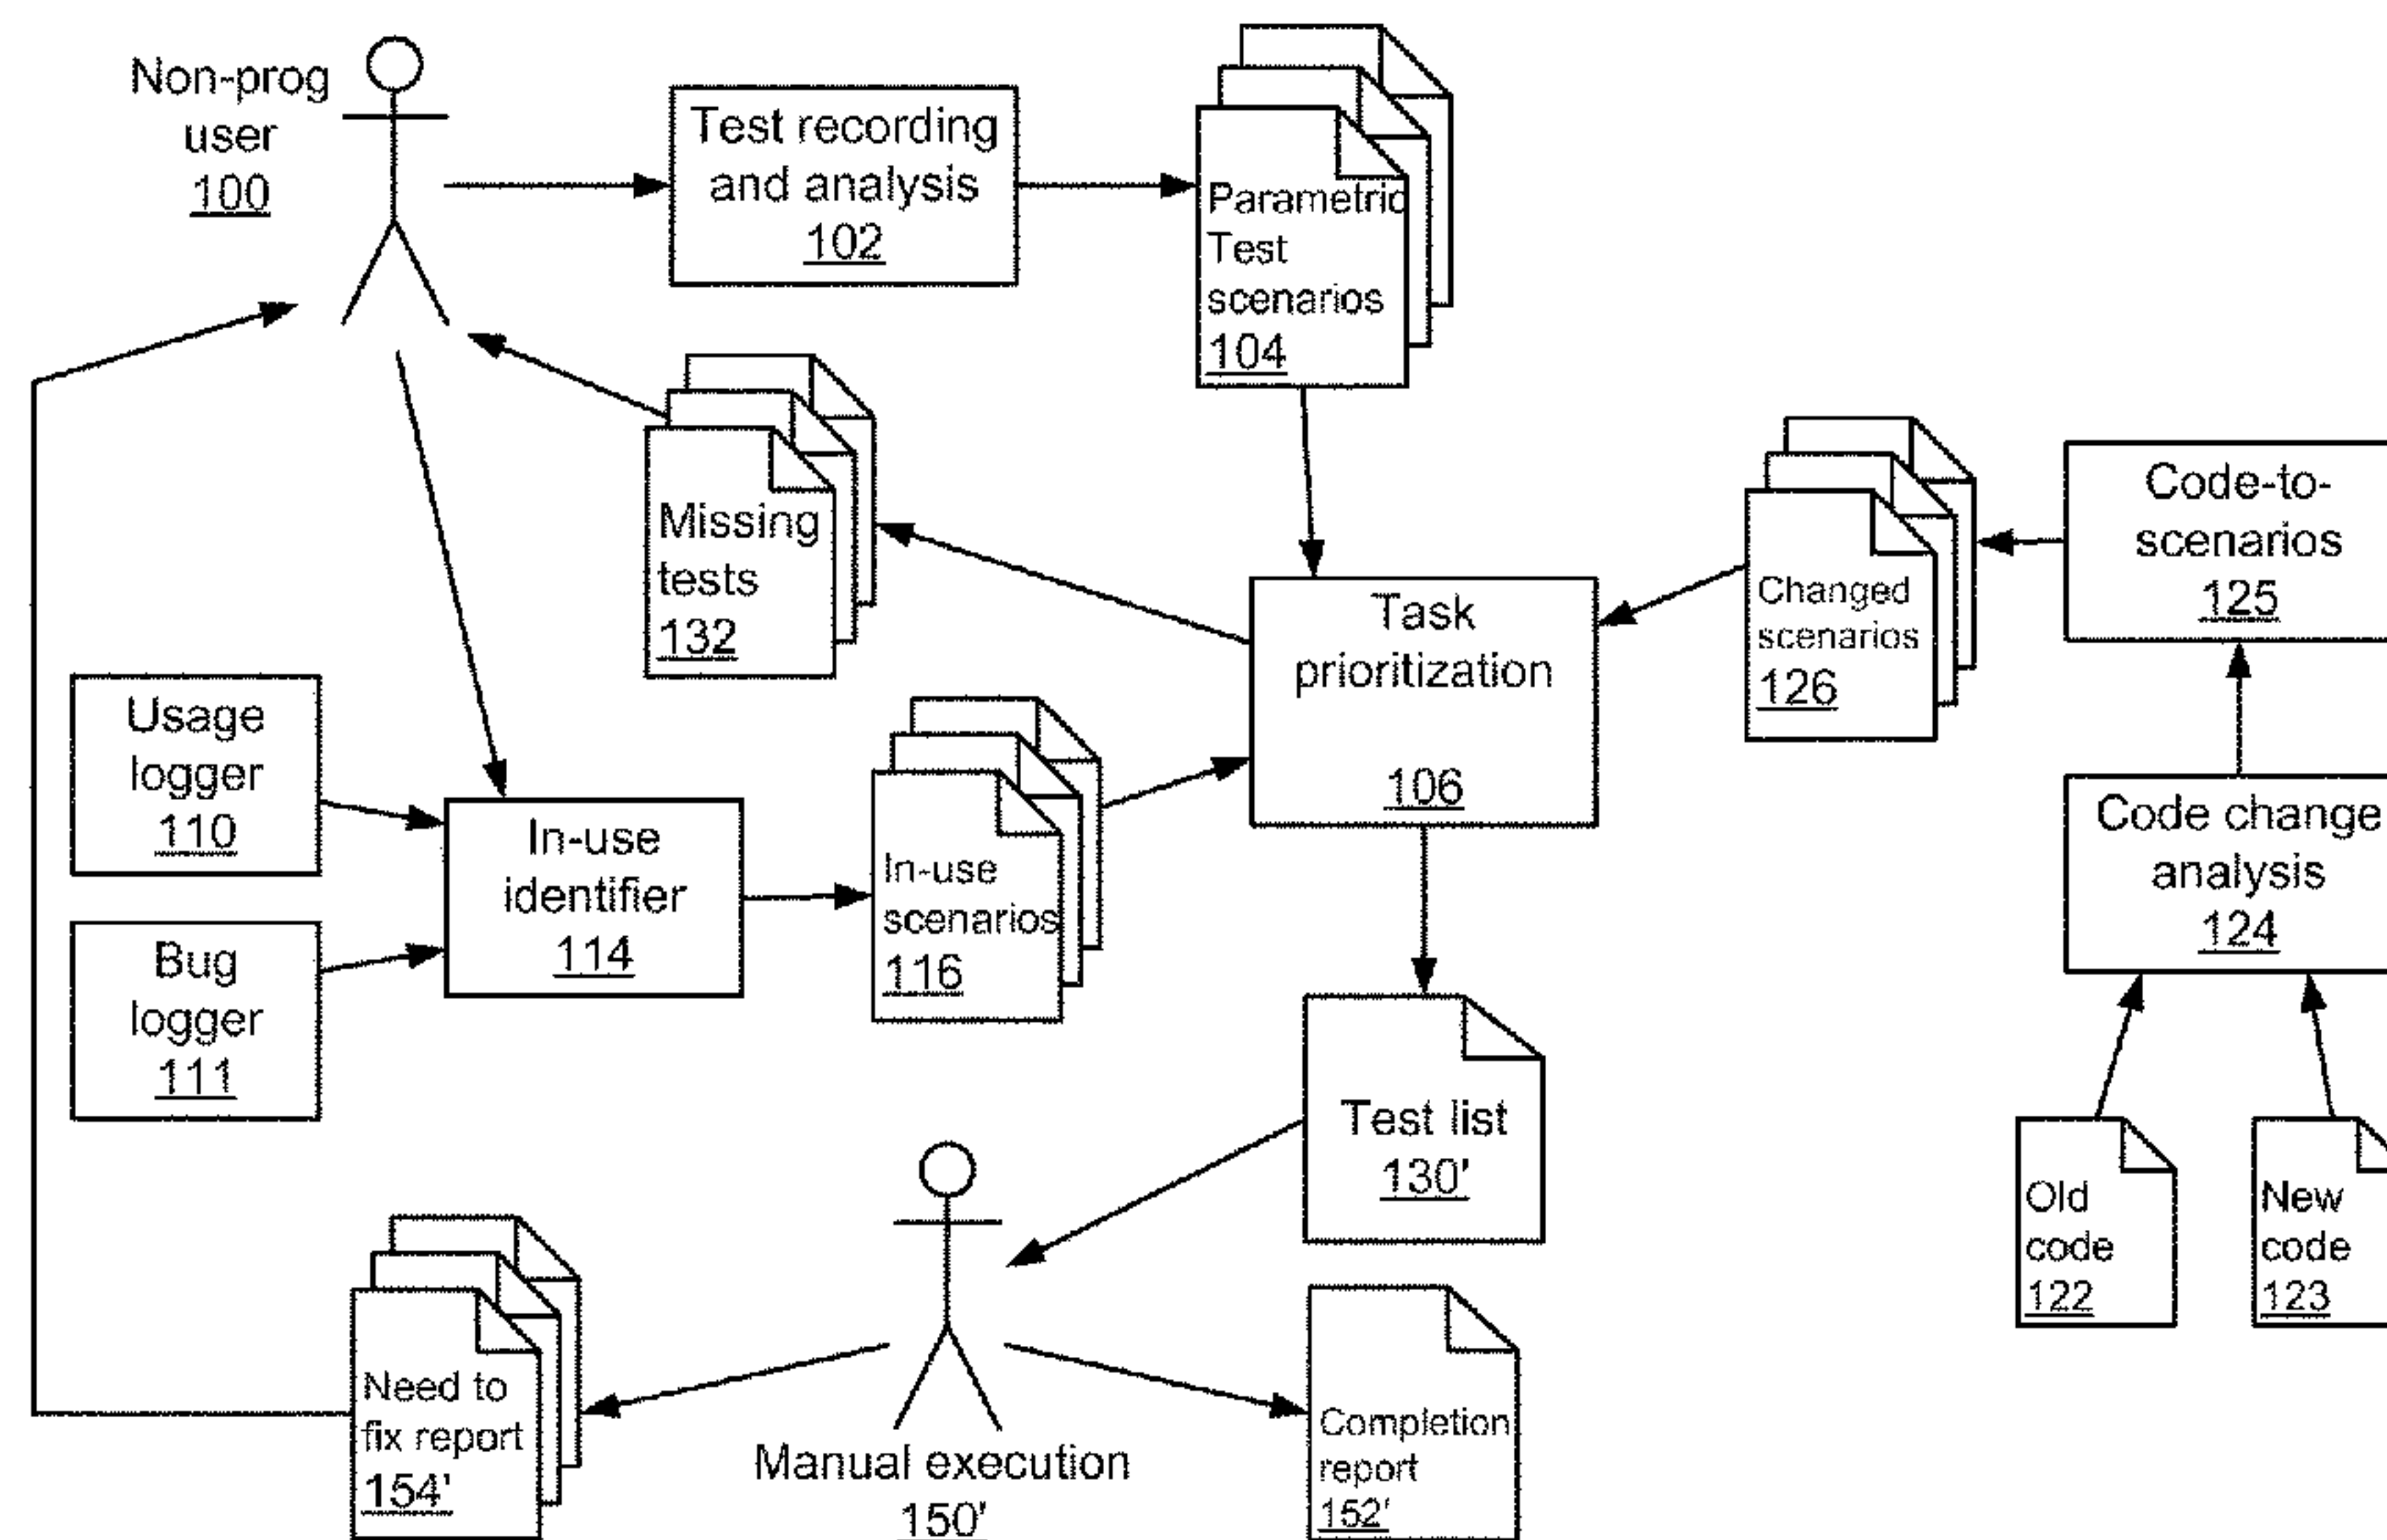 Non-prog
user
100
Test recording
and analysis
102
Parametric
Test
scenarios
104
Missing
tests
132
Task
prioritization
106
Changed
scenarios
126
Code-to-
scenarios
125
Usage
logger
110
In-use
identifier
114
In-use
scenarios
116
Code change
analysis
124
Bug
logger
111
Test list
130'
Old
code
122
New
code
123
Need to
fix report
154'
Manual execution
150'
Completion
report
152'